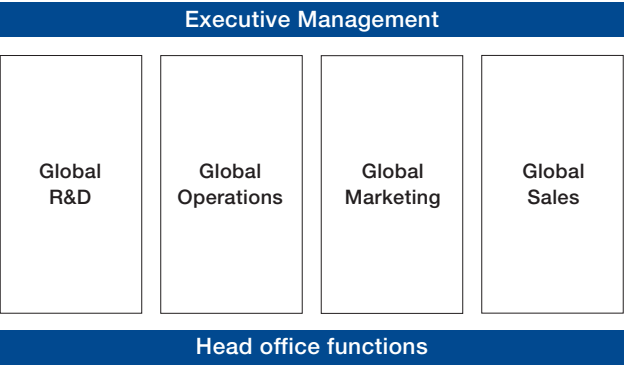 Executive Management
Global
R&D
Global
Operations
Global
Marketing
Global
Sales
Head office functions